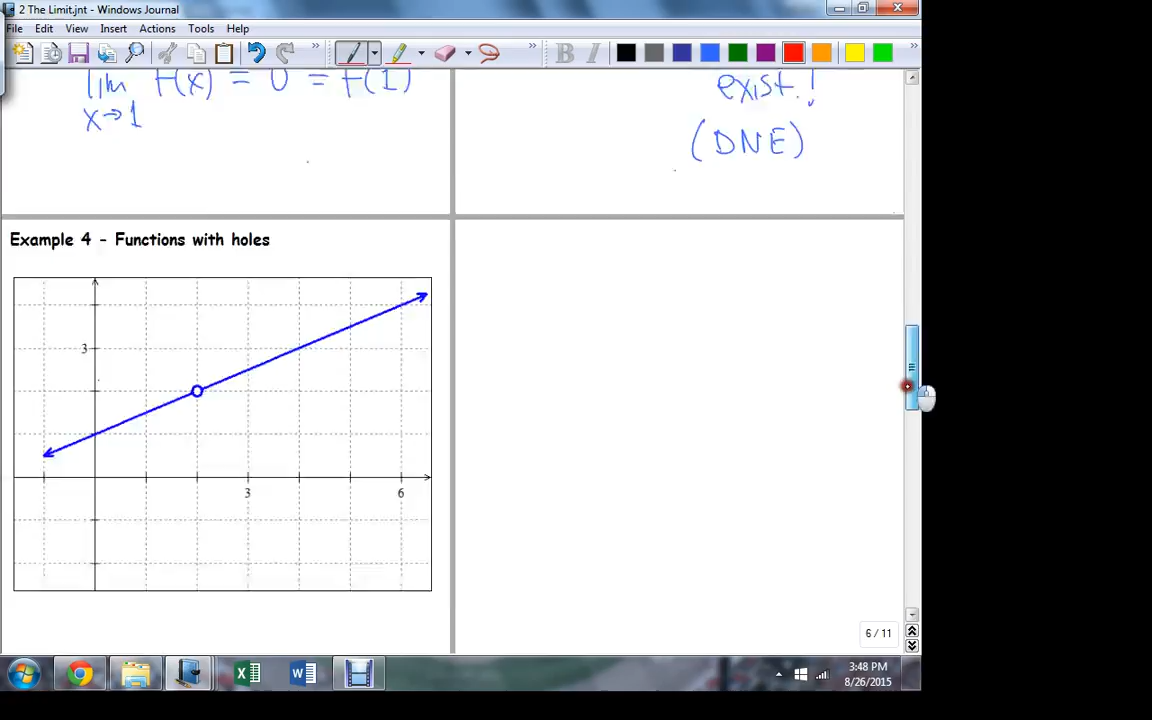 2 The Limit.jnt - Windows Journal
File Edit View Insert Actions Tools Help
B I
lim f(x) = 0 = f(1)
x→1
exist!
(DNE)
Example 4 - Functions with holes
3
3
6
6 / 11
3:48 PM
8/26/2015